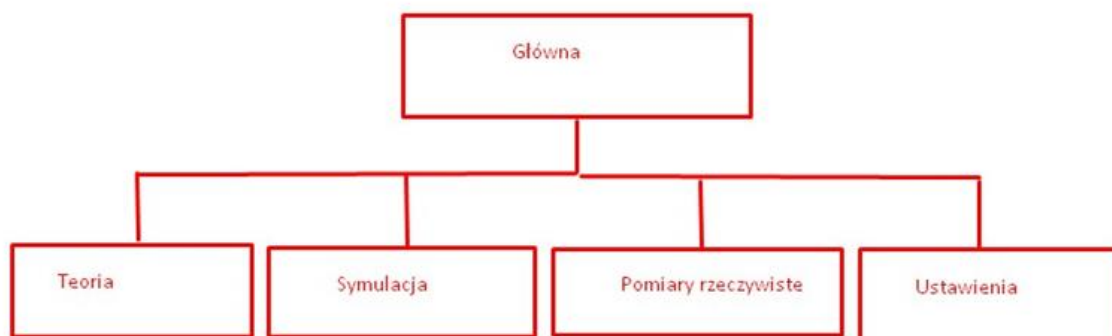 Główna
Teoria
Symulacja
Pomiary rzeczywiste
Ustawienia